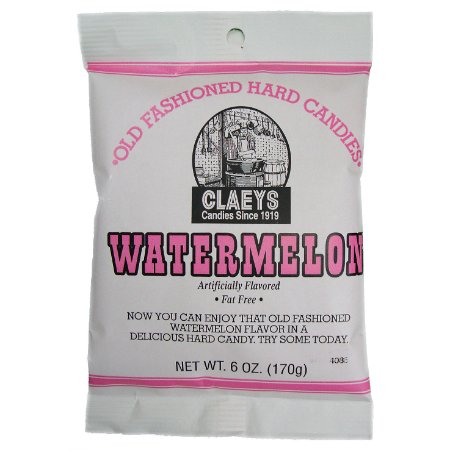 •OLD FASHIONED HARD CANDIES•
CLAEYS
Candies Since 1919
WATERMELON
Artificially Flavored
• Fat Free •
NOW YOU CAN ENJOY THAT OLD FASHIONED
WATERMELON FLAVOR IN A
DELICIOUS HARD CANDY. TRY SOME TODAY.
NET WT. 6 OZ. (170g)